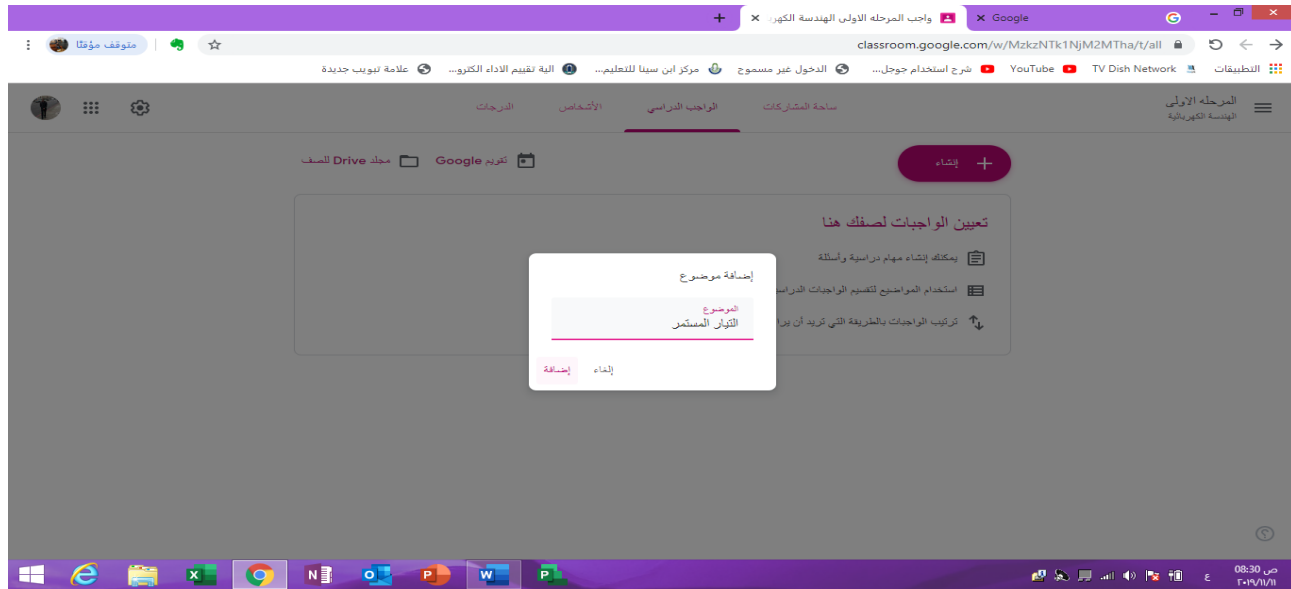 واجب المرحله الاولى الهندسة الكهر
Google
classroom.google.com/w/MzkzNTk1NjM2MTha/t/all
متوقف مؤقتًا
التطبيقات
TV Dish Network
YouTube
شرح استخدام جوجل...
الدخول غير مسموح
مركز ابن سينا للتعليم...
الية تقييم الاداء الكترو...
علامة تبويب جديدة
المرحله الاولى
الهندسة الكهربائية
ساحة المشاركات
الواجب الدراسي
الأشخاص
الدرجات
إنشاء
تقويم Google
مجلد Drive للصف
تعيين الواجبات لصفك هنا
يمكنك إنشاء مهام دراسية وأسئلة
استخدام المواضيع لتقسيم الواجبات الدراسي
ترتيب الواجبات بالطريقة التي تريد أن يرا
إضافة موضوع
الموضوع
التيار المستمر
إلغاء
إضافة
ع
08:30 ص
٢٠١٩/١١/١١